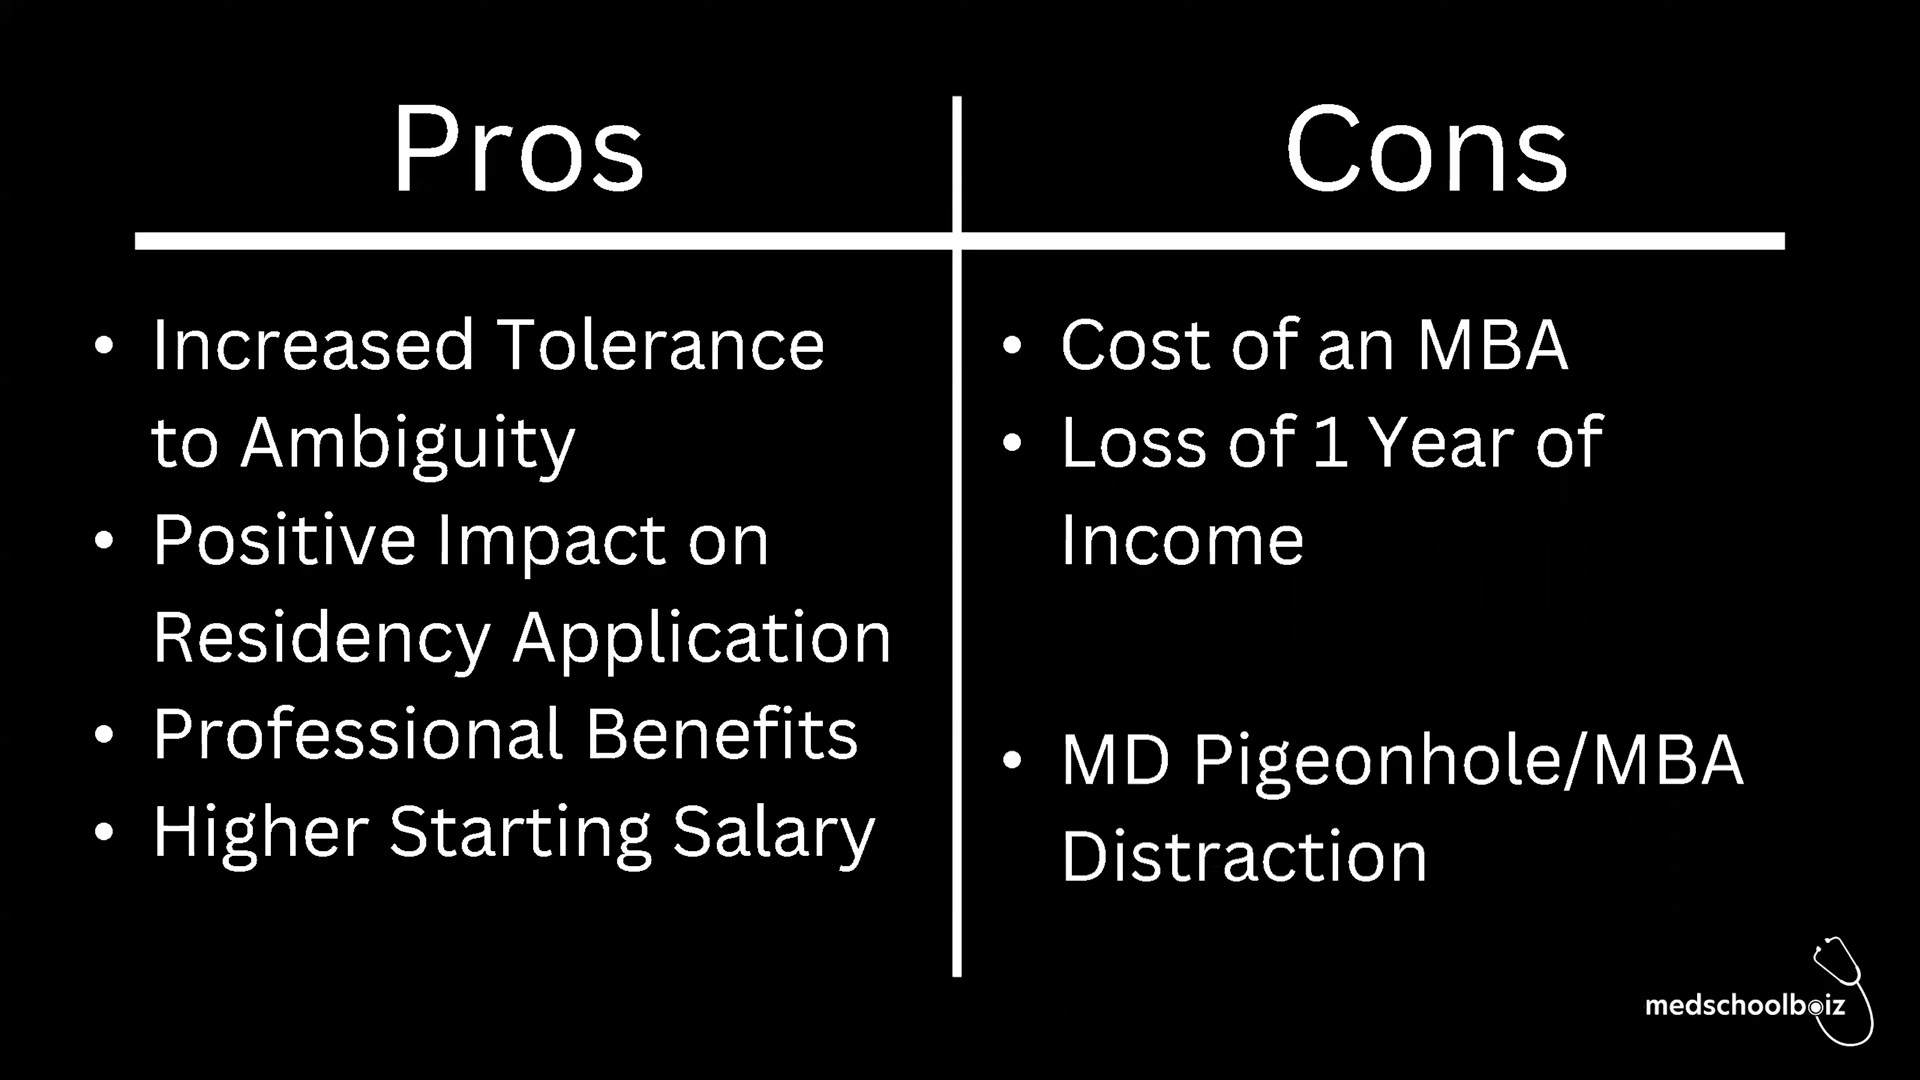 Pros
Cons
• Increased Tolerance
to Ambiguity
• Positive Impact on
Residency Application
• Professional Benefits
• Higher Starting Salary
• Cost of an MBA
• Loss of 1 Year of
Income
• MD Pigeonhole/MBA
Distraction
medschoolboiz